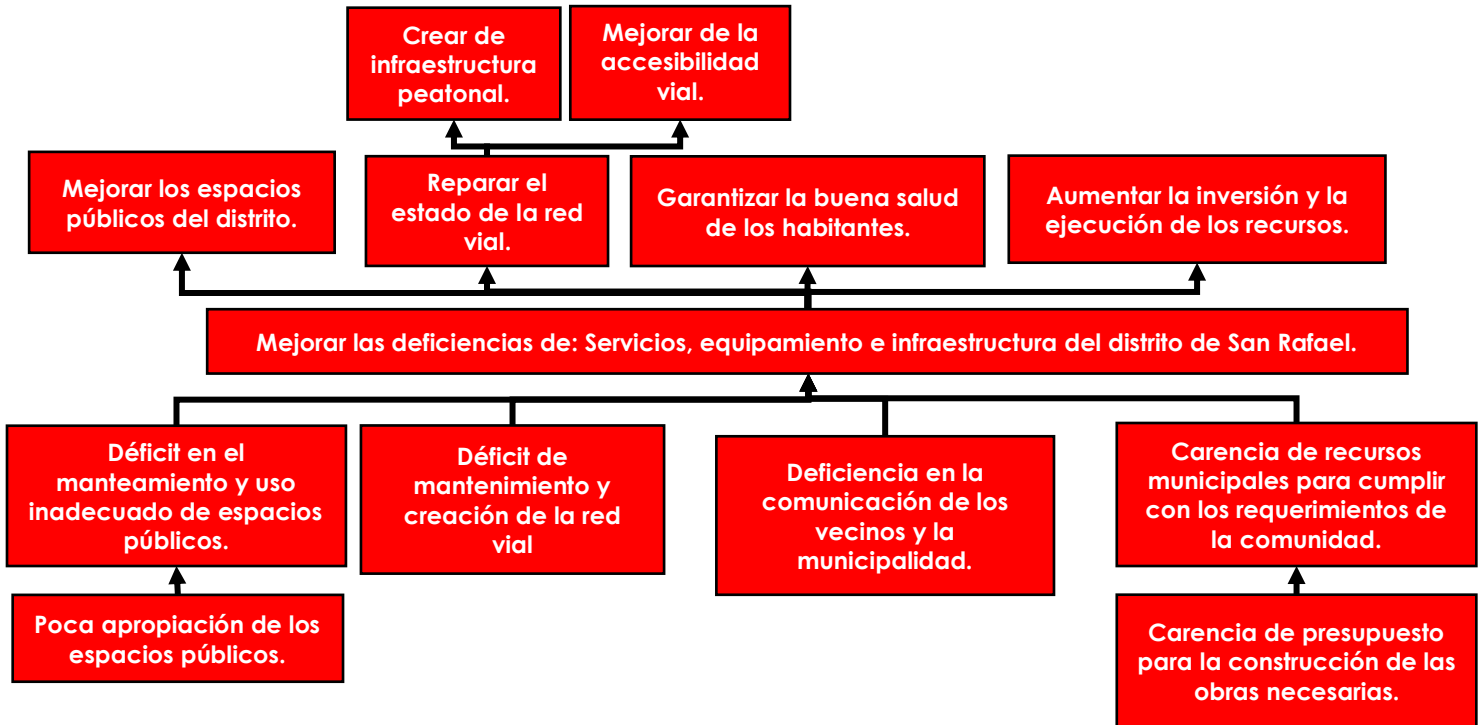 Crear de
infraestructura
peatonal.
Mejorar de la
accesibilidad
vial.
Mejorar los espacios
públicos del distrito.
Reparar el
estado de la red
vial.
Garantizar la buena salud
de los habitantes.
Aumentar la inversión y la
ejecución de los recursos.
Mejorar las deficiencias de: Servicios, equipamiento e infraestructura del distrito de San Rafael.
Déficit en el
manteamiento y uso
inadecuado de espacios
públicos.
Déficit de
mantenimiento y
creación de la red
vial
Deficiencia en la
comunicación de los
vecinos y la
municipalidad.
Carencia de recursos
municipales para cumplir
con los requerimientos de
la comunidad.
Poca apropiación de los
espacios públicos.
Carencia de presupuesto
para la construcción de las
obras necesarias.